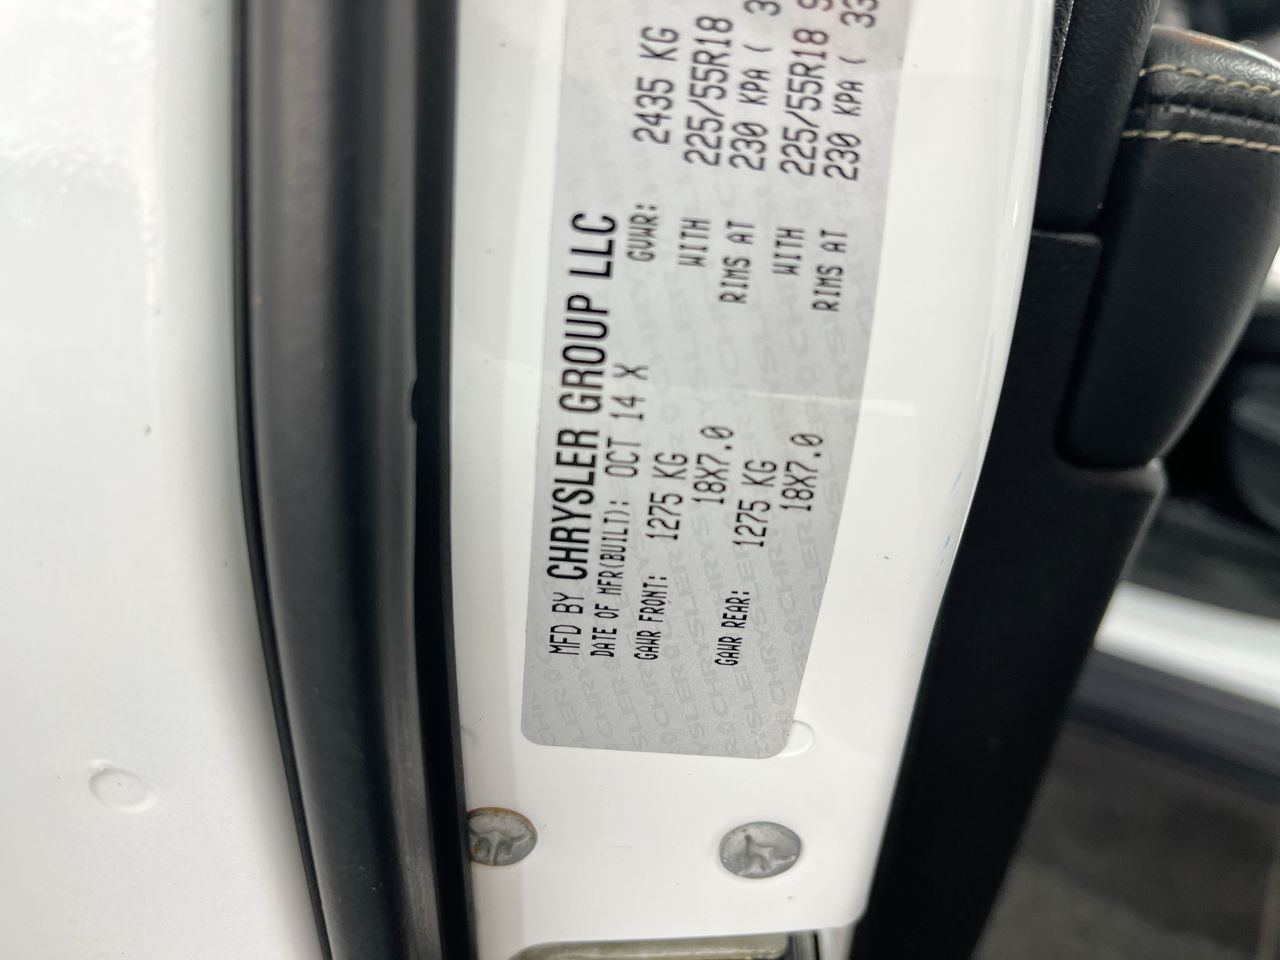 MFD BY CHRYSLER GROUP LLC
DATE OF MFR(BUILT): OCT 14 X GVWR: 2435 KG
GAWR FRONT: 1275 KG WITH 225/55R18
18X7.0 RIMS AT 230 KPA ( 3
GAWR REAR: 1275 KG WITH 225/55R18
18X7.0 RIMS AT 230 KPA ( 33